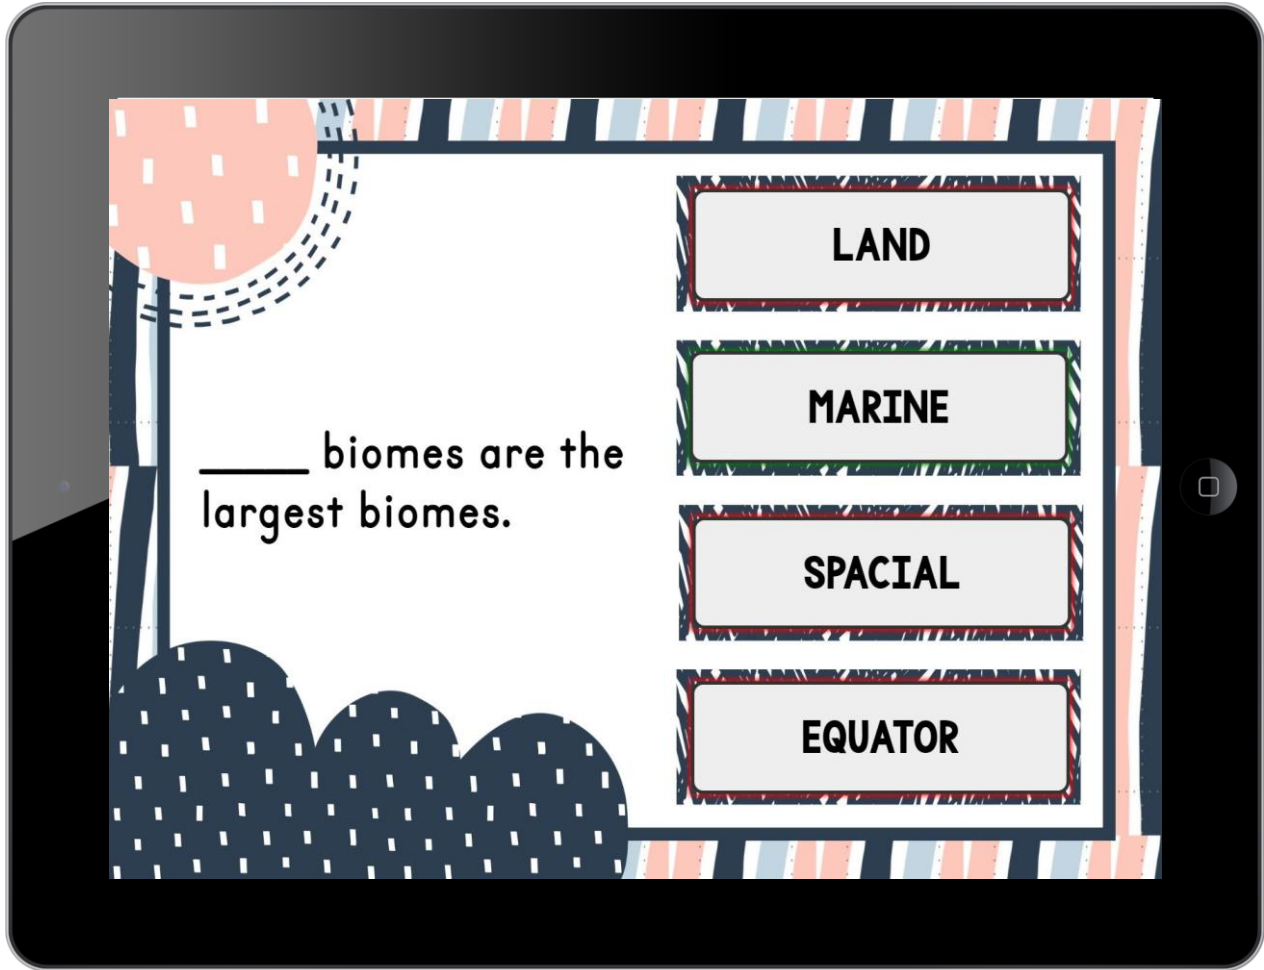 _____ biomes are the
largest biomes.
LAND
MARINE
SPACIAL
EQUATOR